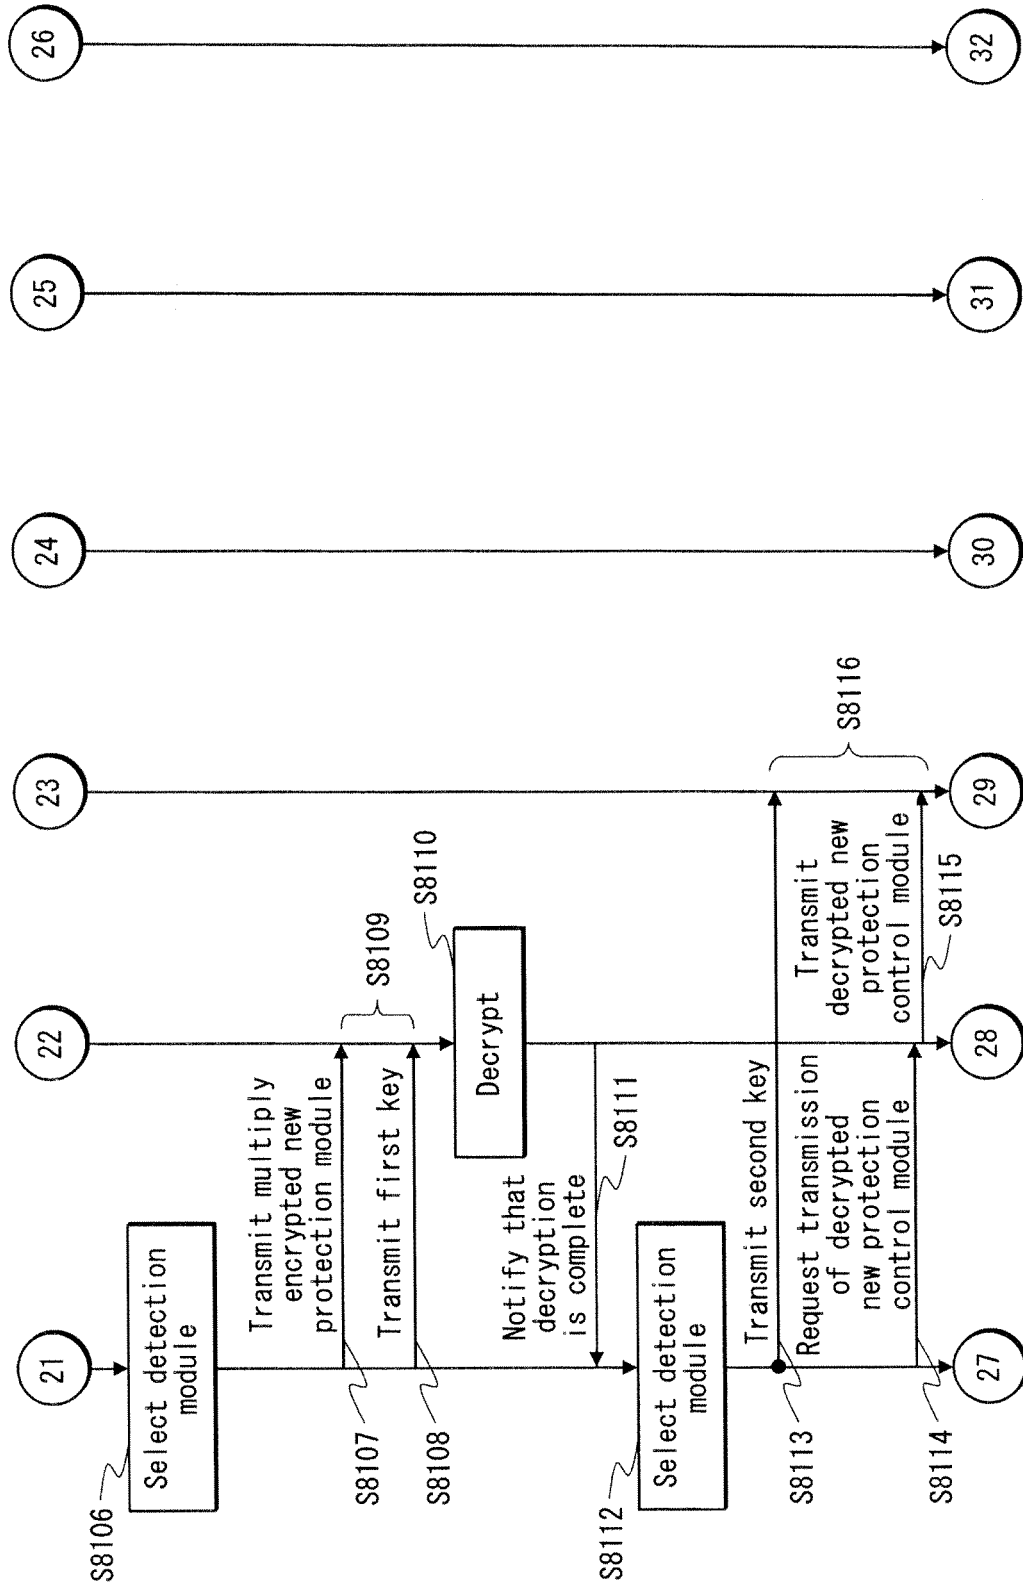 21
22
23
24
25
26
S8106
Select detection
module
Transmit multiply
encrypted new
protection module
S8107
S8109
Transmit first key
S8108
S8110
Decrypt
Notify that
decryption
is complete
S8111
S8112
Select detection
module
Transmit second key
S8113
S8116
Request transmission
of decrypted
new protection
control module
S8114
Transmit
decrypted new
protection
control module
S8115
27
28
29
30
31
32